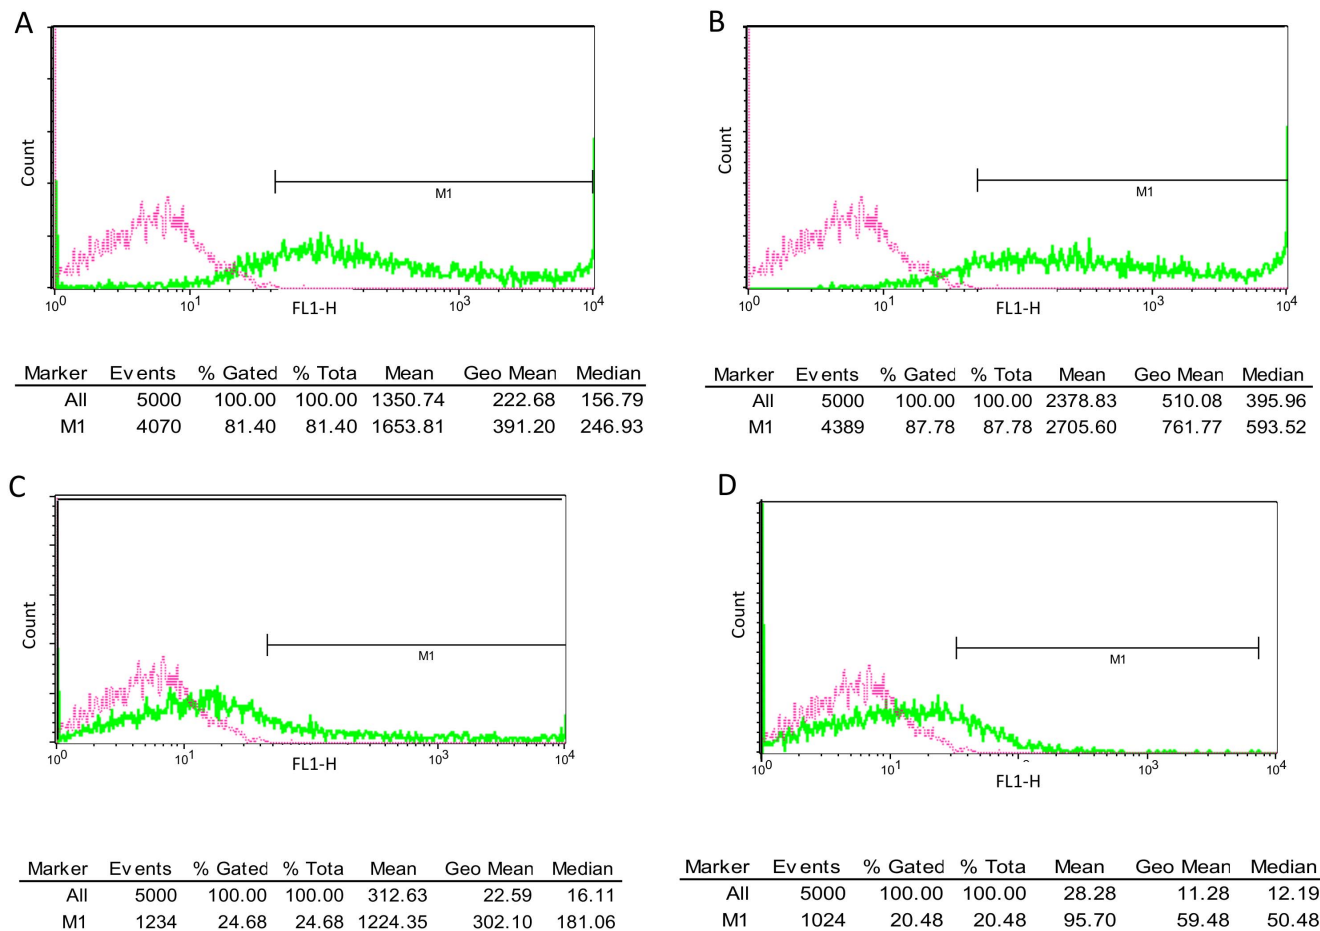 A
Count
M1
10^0 10^1 10^3 10^4
FL1-H
Marker Events % Gated % Tota Mean Geo Mean Median
All 5000 100.00 100.00 1350.74 222.68 156.79
M1 4070 81.40 81.40 1653.81 391.20 246.93
B
Count
M1
10^0 10^1 10^3 10^4
FL1-H
Marker Events % Gated % Tota Mean Geo Mean Median
All 5000 100.00 100.00 2378.83 510.08 395.96
M1 4389 87.78 87.78 2705.60 761.77 593.52
C
Count
M1
10^0 10^1 10^3 10^4
FL1-H
Marker Events % Gated % Tota Mean Geo Mean Median
All 5000 100.00 100.00 312.63 22.59 16.11
M1 1234 24.68 24.68 1224.35 302.10 181.06
D
Count
M1
10^0 10^1 10^3 10^4
FL1-H
Marker Events % Gated % Tota Mean Geo Mean Median
All 5000 100.00 100.00 28.28 11.28 12.19
M1 1024 20.48 20.48 95.70 59.48 50.48